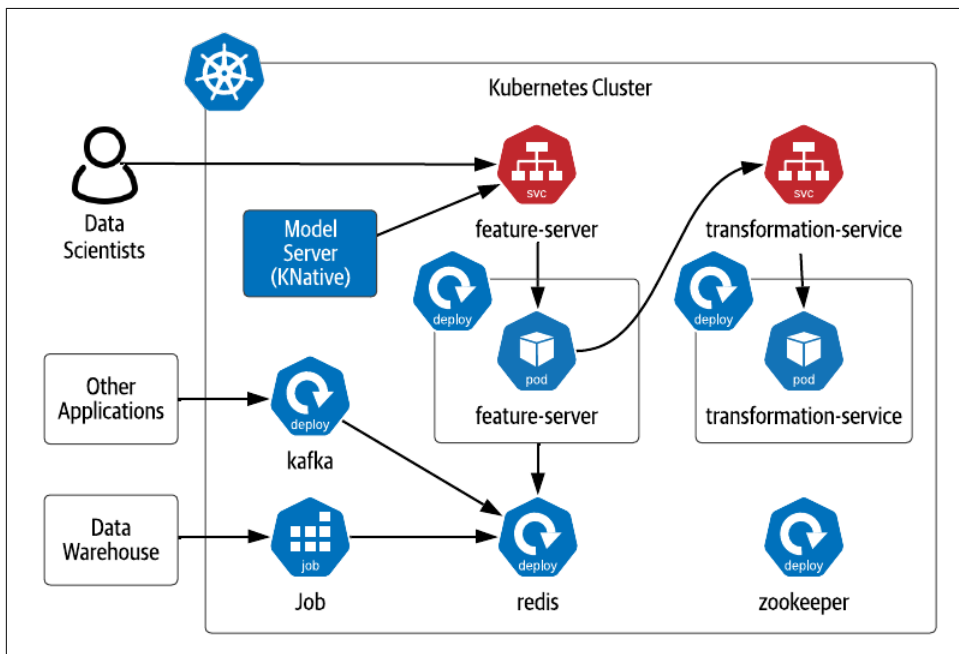 Kubernetes Cluster
svc
svc
Data
Scientists
Model
Server
(KNative)
feature-server
transformation-service
deploy
deploy
pod
pod
feature-server
transformation-service
Other
Applications
deploy
kafka
Data
Warehouse
job
Job
deploy
redis
deploy
zookeeper